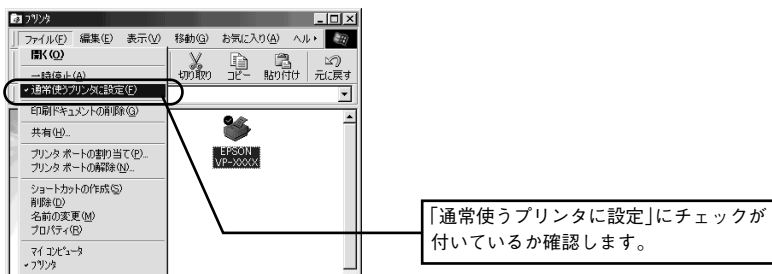 プリンタ
ファイル(F) 編集(E) 表示(V) 移動(G) お気に入り(A) ヘル
開く(O)
一時停止(A)
通常使うプリンタに設定(F)
印刷ドキュメントの削除(G)
共有(H)...
プリンタ ポートの割り当て(P)...
プリンタ ポートの解除(N)...
ショートカットの作成(S)
削除(D)
名前の変更(M)
プロパティ(R)
マイ コンピュータ
プリンタ
切り取り コピー 貼り付け 元に戻す
EPSON
VP-XXXX
「通常使うプリンタに設定」にチェックが
付いているか確認します。